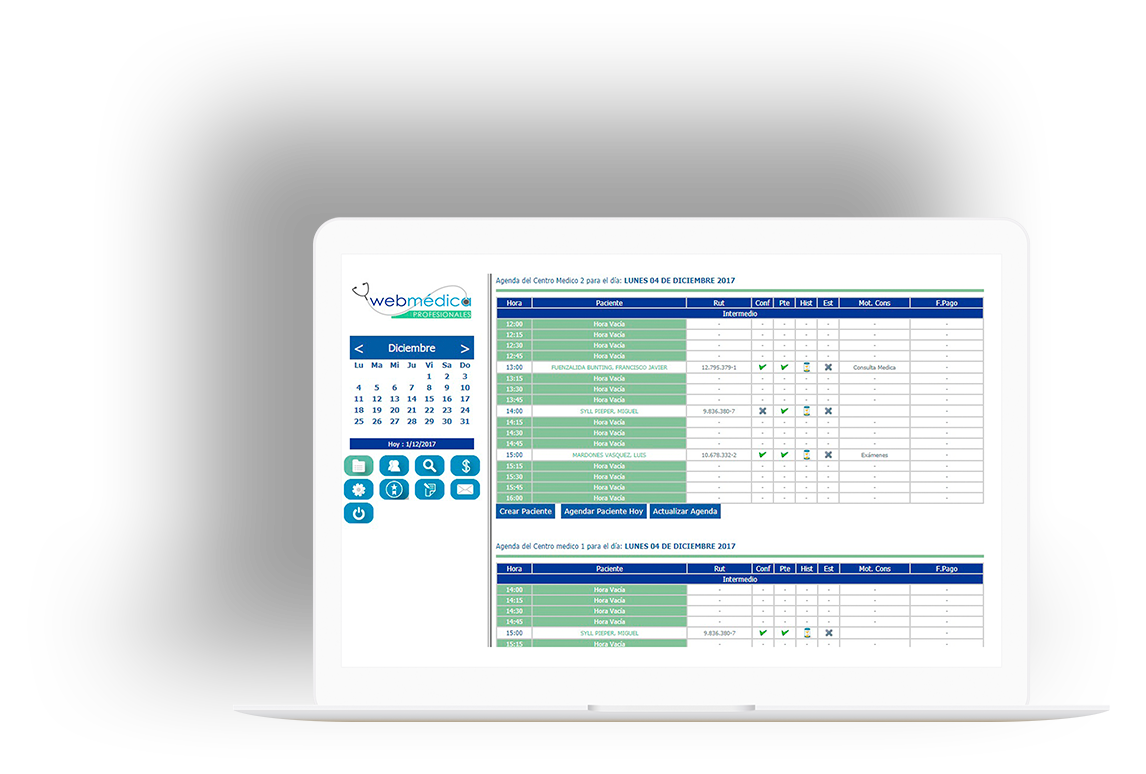 webmédica
PROFESIONALES
< Diciembre >
Lu Ma Mi Ju Vi Sa Do
1 2 3
4 5 6 7 8 9 10
11 12 13 14 15 16 17
18 19 20 21 22 23 24
25 26 27 28 29 30 31
Hoy : 1/12/2017
Agenda del Centro Medico 2 para el día: LUNES 04 DE DICIEMBRE 2017
Hora Paciente Rut Conf Pte Hist Est Mot. Cons F.Pago
Intermedio
12:00 Hora Vacía - - - - - - -
12:15 Hora Vacía - - - - - - -
12:30 Hora Vacía - - - - - - -
12:45 Hora Vacía - - - - - - -
13:00 FUENZALIDA BUNTING, FRANCISCO JAVIER 12.795.379-1 Consulta Medica -
13:15 Hora Vacía - - - - - - -
13:30 Hora Vacía - - - - - - -
13:45 Hora Vacía - - - - - - -
14:00 SYLL PIEPER, MIGUEL 9.836.380-7 -
14:15 Hora Vacía - - - - - - -
14:30 Hora Vacía - - - - - - -
14:45 Hora Vacía - - - - - - -
15:00 MARDONES VASQUEZ, LUIS 10.678.332-2 Exámenes -
15:15 Hora Vacía - - - - - - -
15:30 Hora Vacía - - - - - - -
15:45 Hora Vacía - - - - - - -
16:00 Hora Vacía - - - - - - -
Crear Paciente Agendar Paciente Hoy Actualizar Agenda
Agenda del Centro medico 1 para el día: LUNES 04 DE DICIEMBRE 2017
Hora Paciente Rut Conf Pte Hist Est Mot. Cons F.Pago
Intermedio
14:00 Hora Vacía - - - - - - -
14:15 Hora Vacía - - - - - - -
14:30 Hora Vacía - - - - - - -
14:45 Hora Vacía - - - - - - -
15:00 SYLL PIEPER, MIGUEL 9.836.380-7 -
15:15 Hora Vacía - - - - - - -